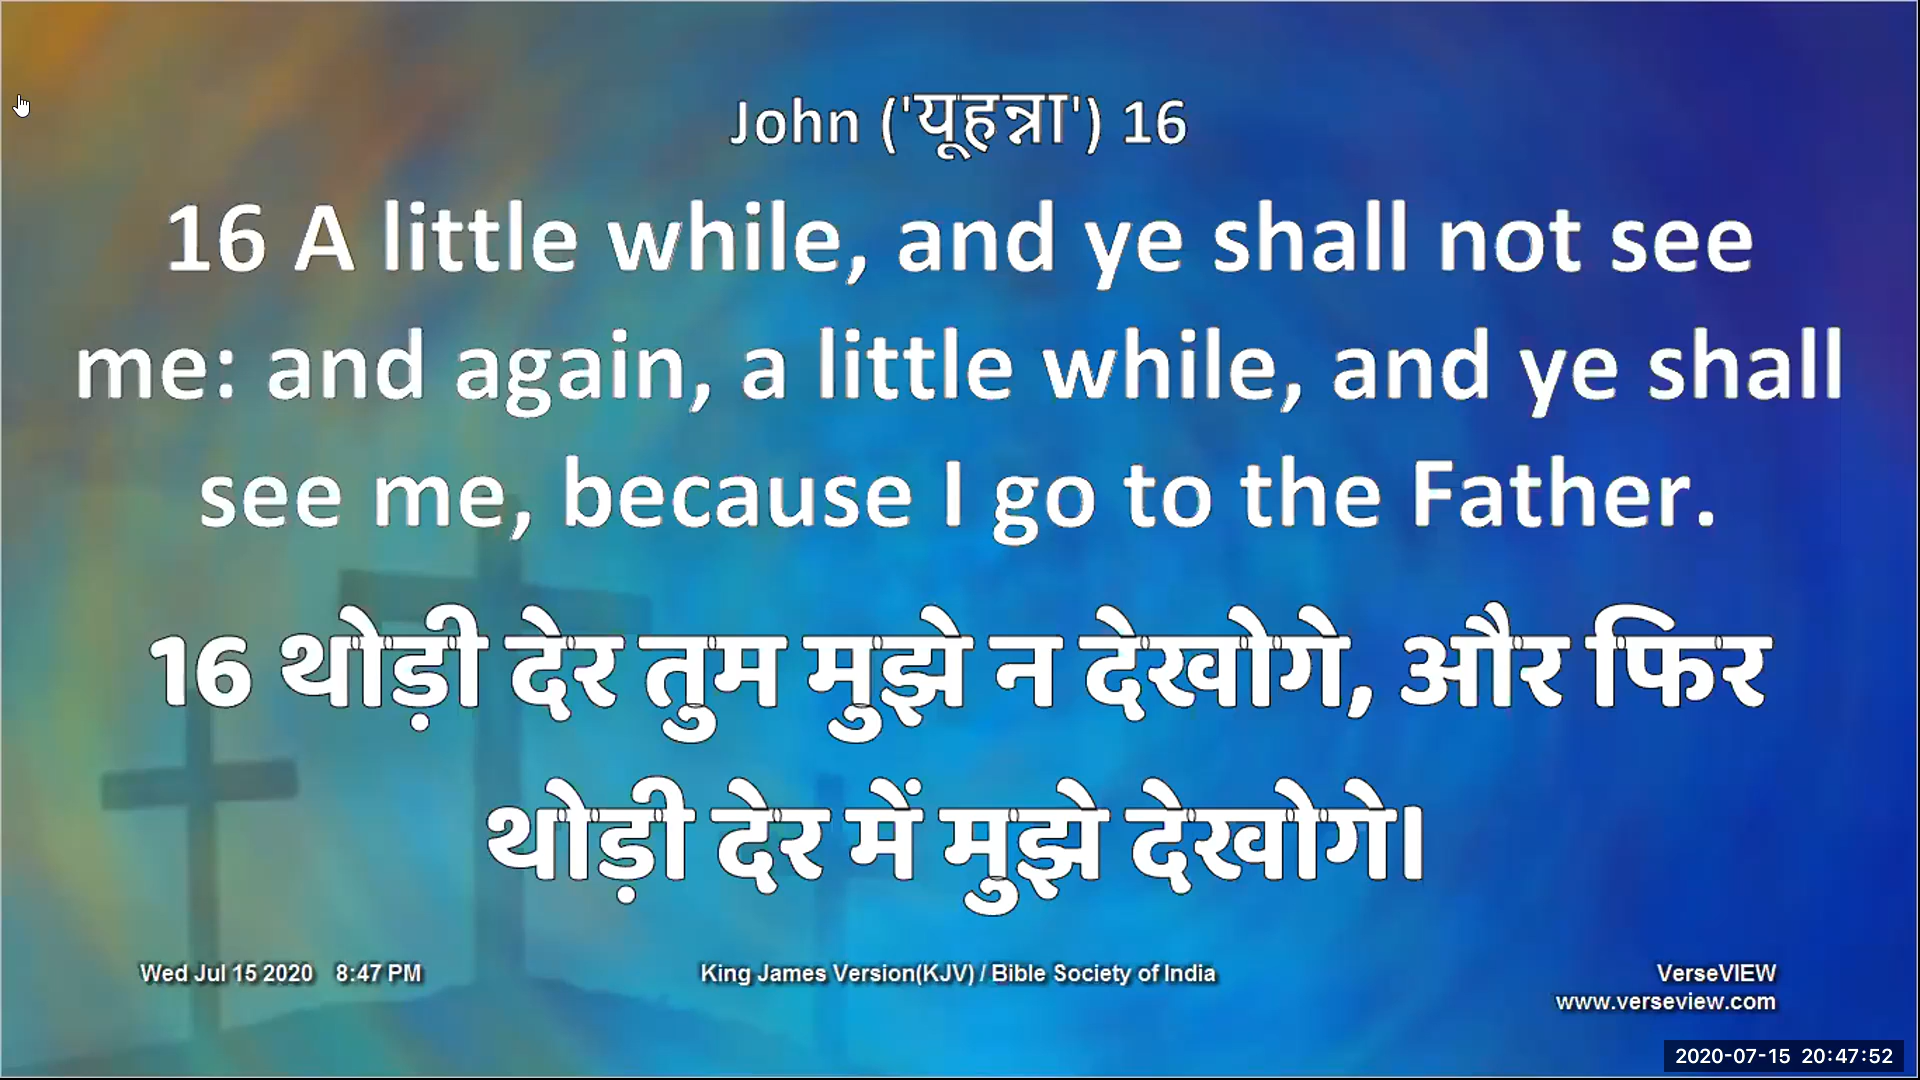 John ('यूहन्ना') 16
16 A little while, and ye shall not see
me: and again, a little while, and ye shall
see me, because I go to the Father.
16 थोड़ी देर तुम मुझे न देखोगे, और फिर
थोड़ी देर में मुझे देखोगे।
Wed Jul 15 2020 8:47 PM King James Version(KJV) / Bible Society of India VerseVIEW
www.verseview.com
2020-07-15 20:47:52